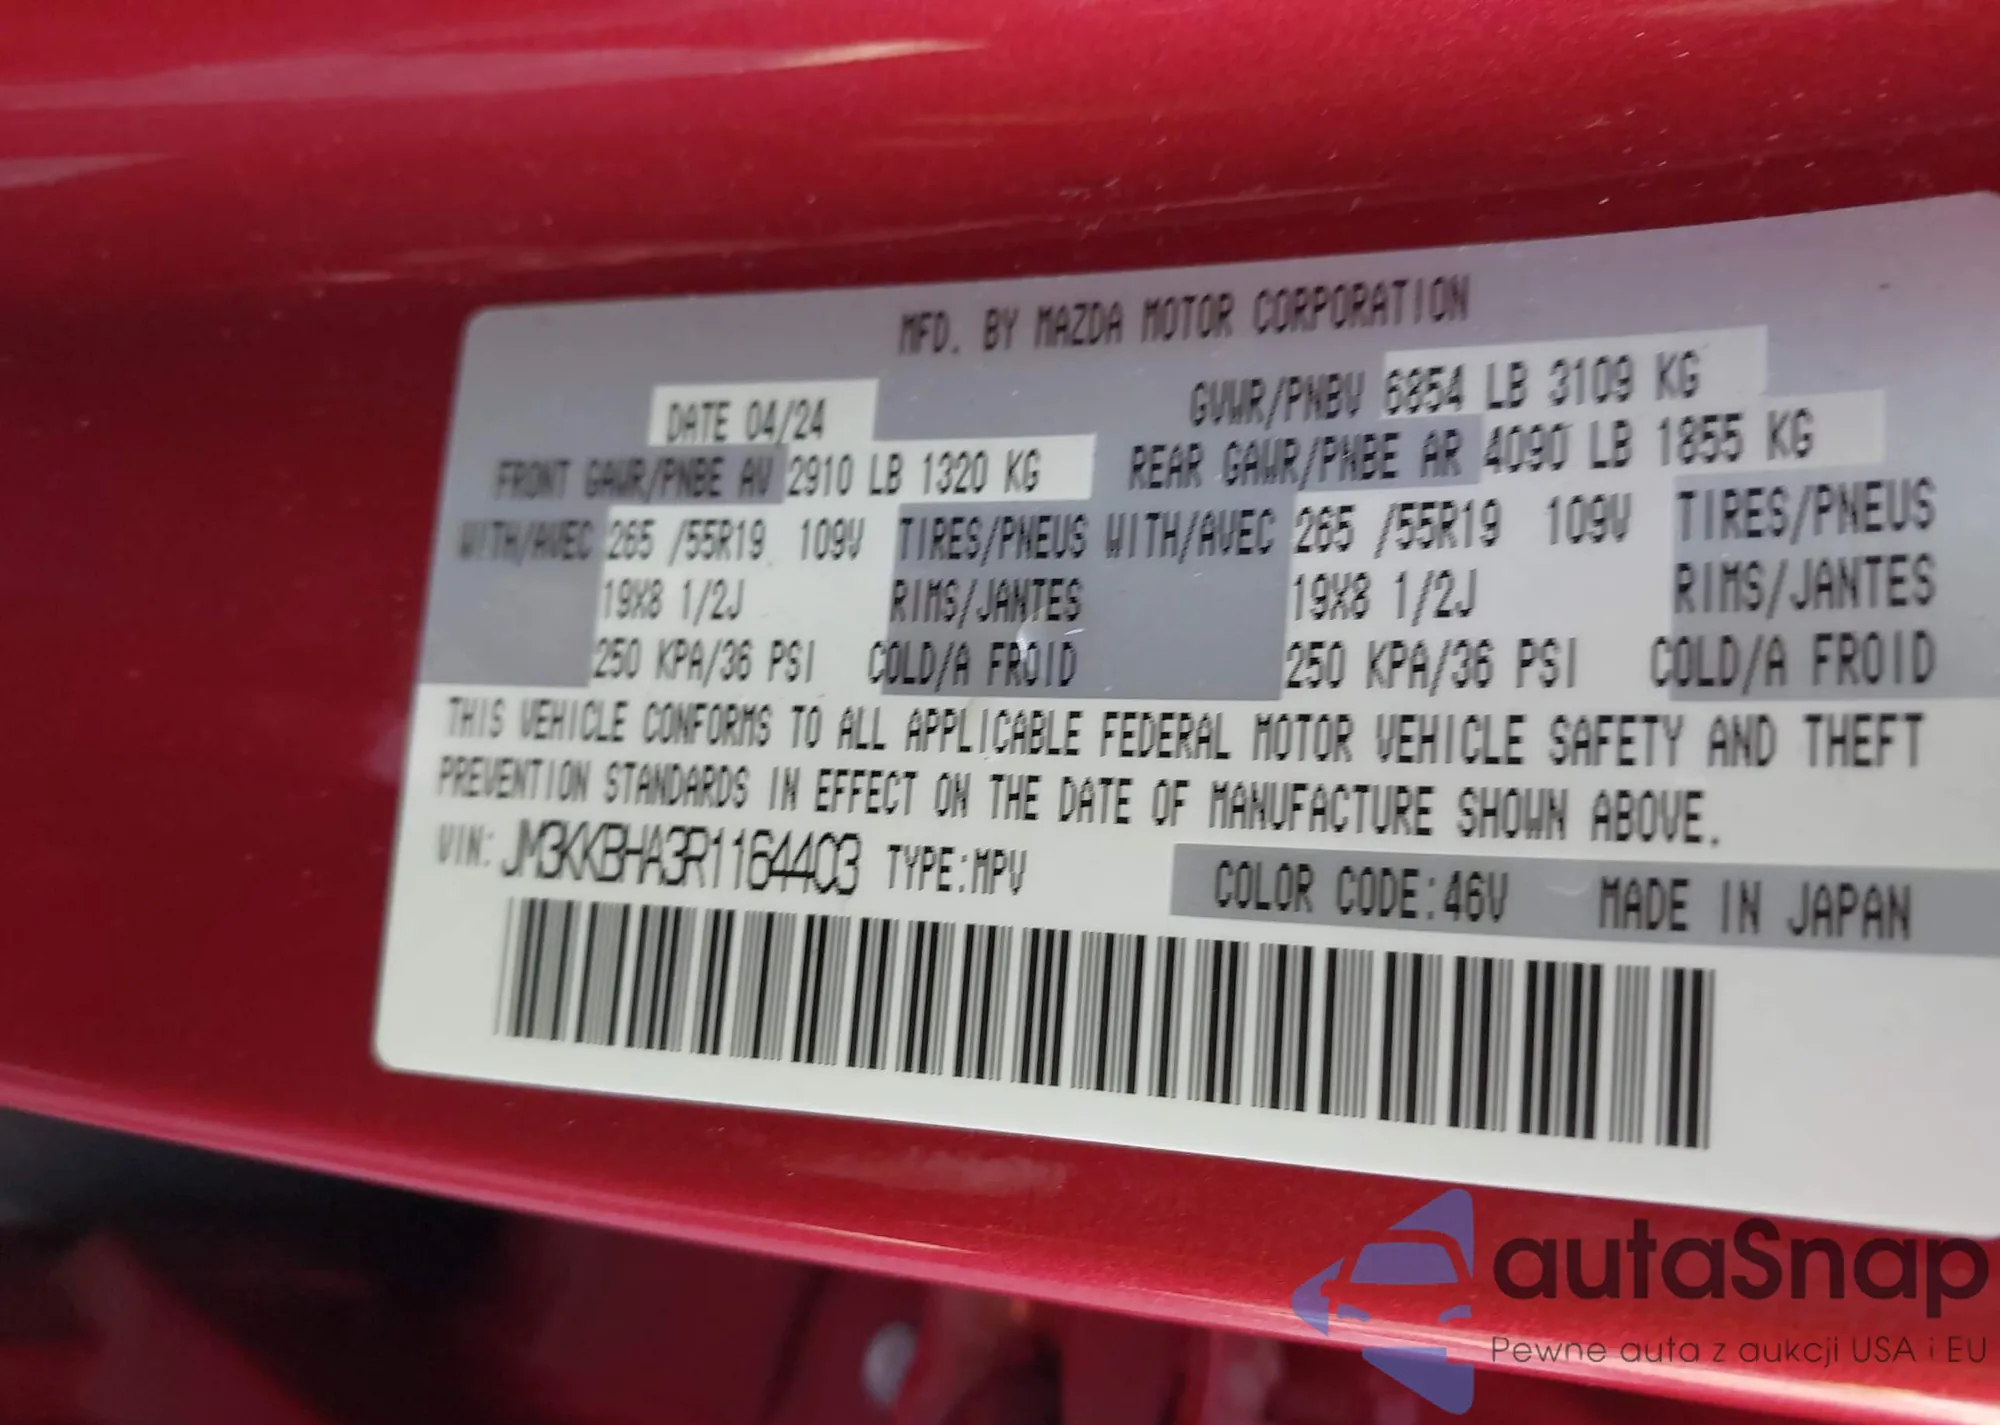 MFD. BY MAZDA MOTOR CORPORATION
DATE 04/24 GVWR/PNBV 6854 LB 3109 KG
FRONT GAWR/PNBE AV 2910 LB 1320 KG REAR GAWR/PNBE AR 4090 LB 1855 KG
WITH/AVEC 265 /55R19 109V TIRES/PNEUS WITH/AVEC 265 /55R19 109V TIRES/PNEUS
19X8 1/2J RIMS/JANTES 19X8 1/2J RIMS/JANTES
250 KPA/36 PSI COLD/A FROID 250 KPA/36 PSI COLD/A FROID
THIS VEHICLE CONFORMS TO ALL APPLICABLE FEDERAL MOTOR VEHICLE SAFETY AND THEFT
PREVENTION STANDARDS IN EFFECT ON THE DATE OF MANUFACTURE SHOWN ABOVE.
VIN: JM3KKBHA3R1164403 TYPE:MPV COLOR CODE:46V MADE IN JAPAN
autaSnap
Pewne auta z aukcji USA i EU